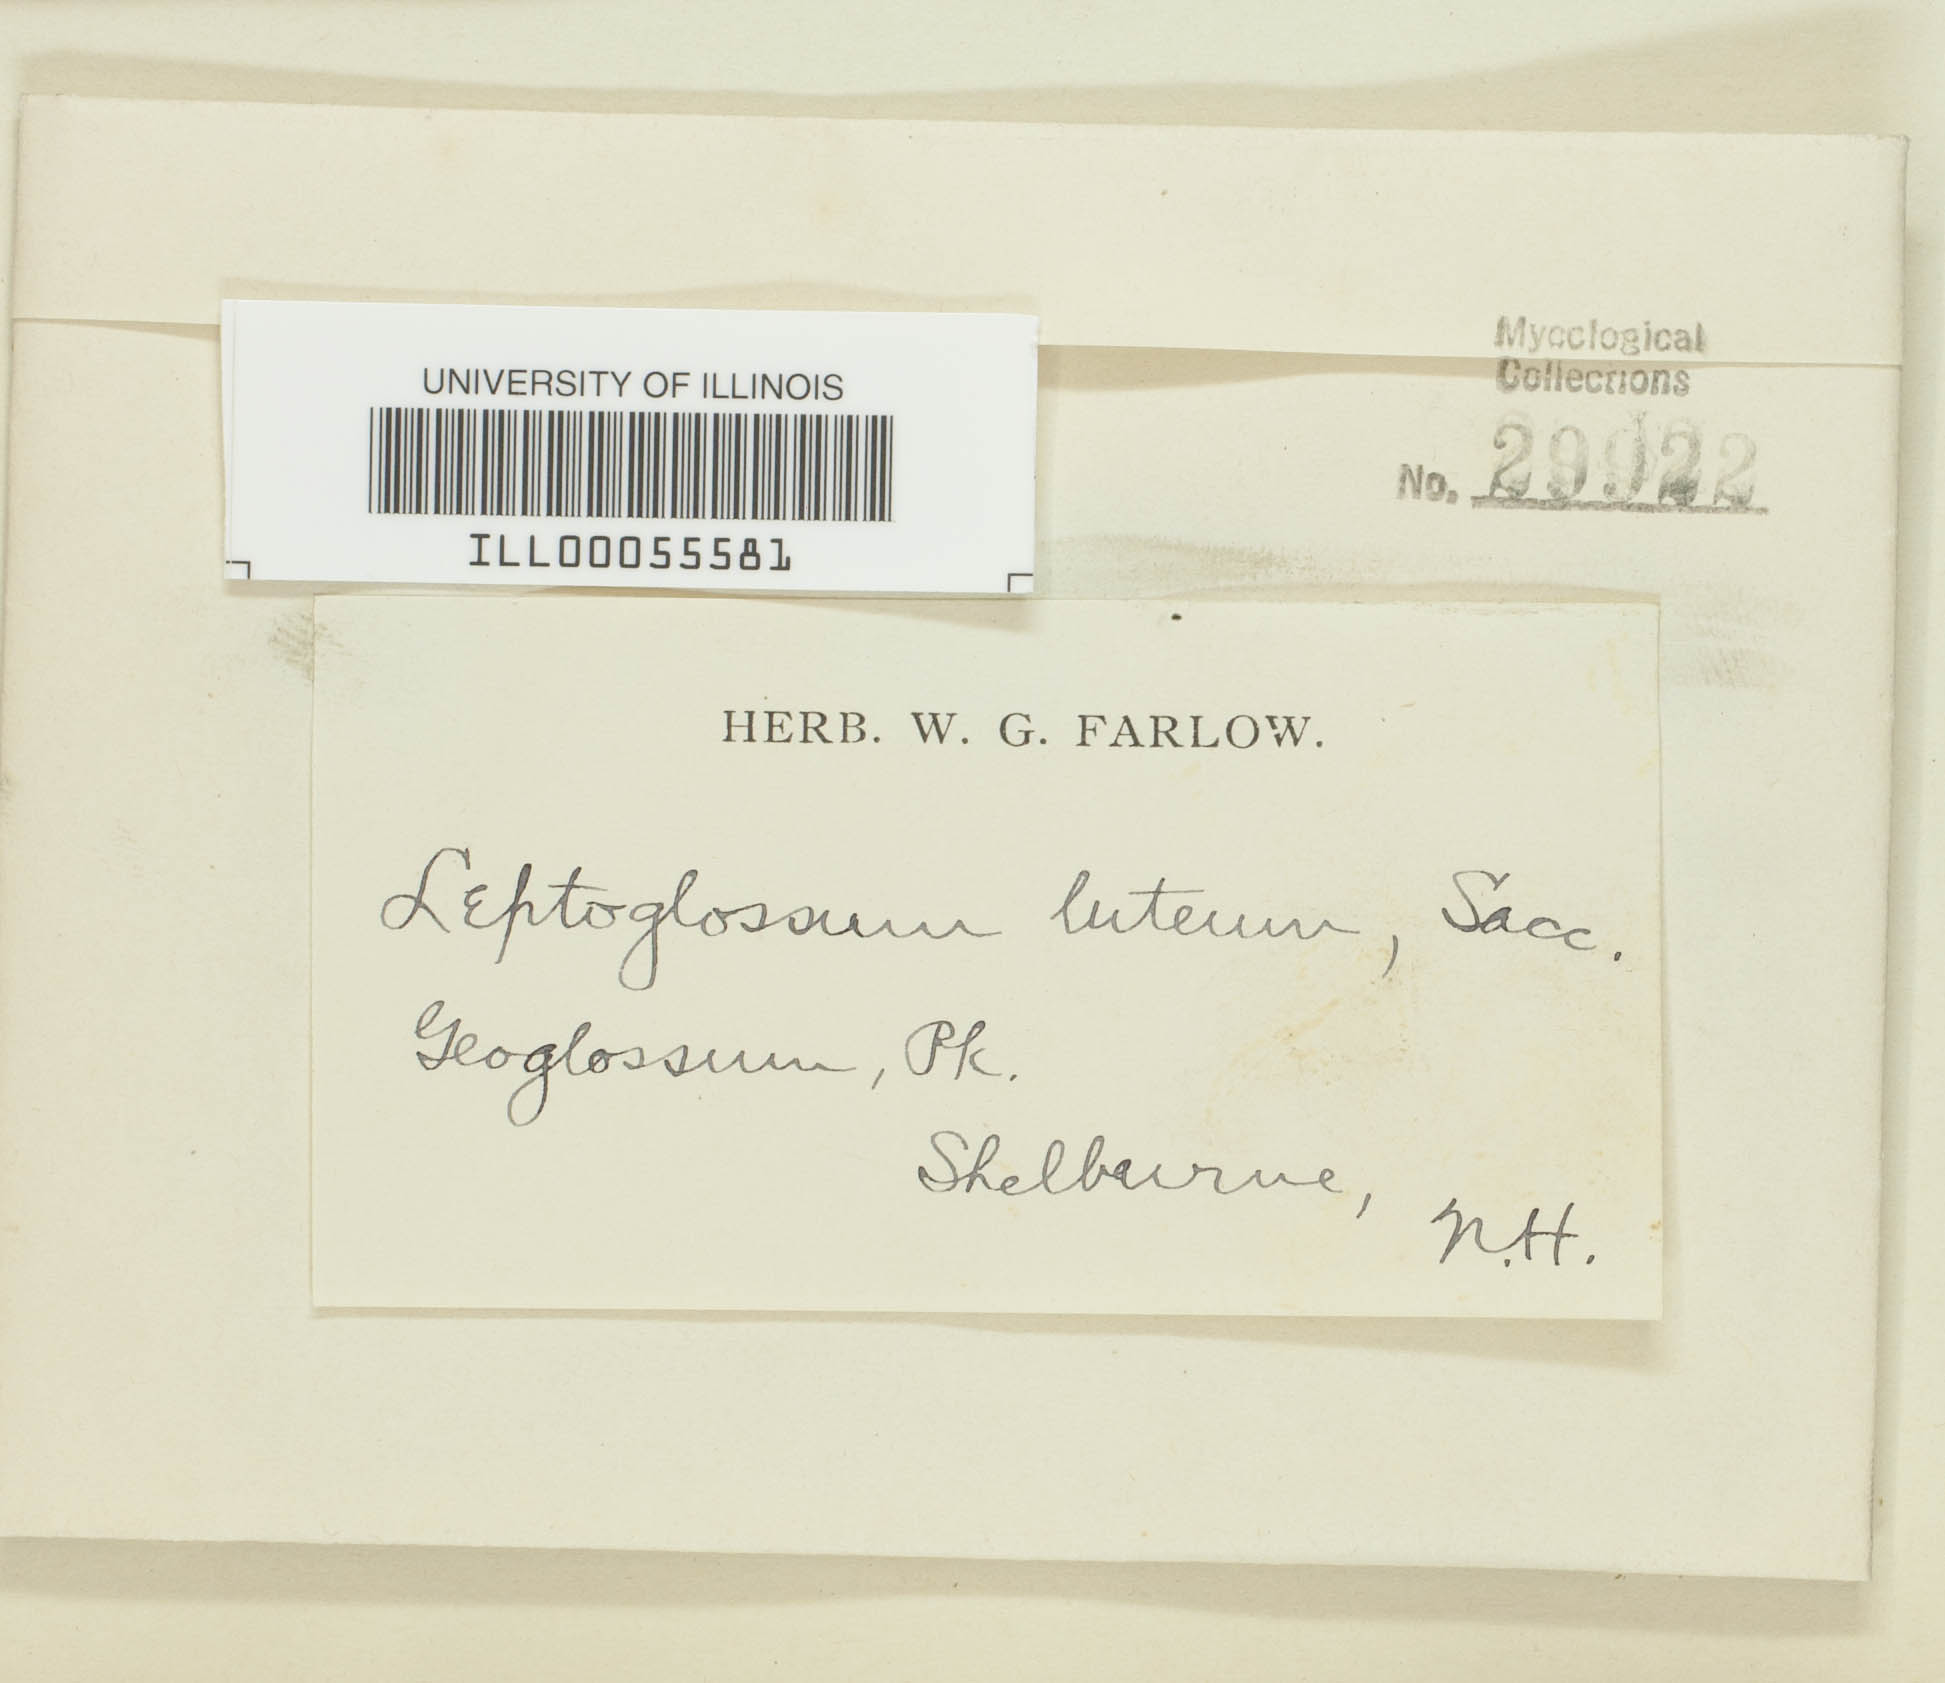 UNIVERSITY OF ILLINOIS
ILL00055581
Mycological
Collections
No. 29922
HERB. W. G. FARLOW.
Leptoglossum luteum, Sacc.
Geoglossum, Pk.
Shelburne,
N.H.